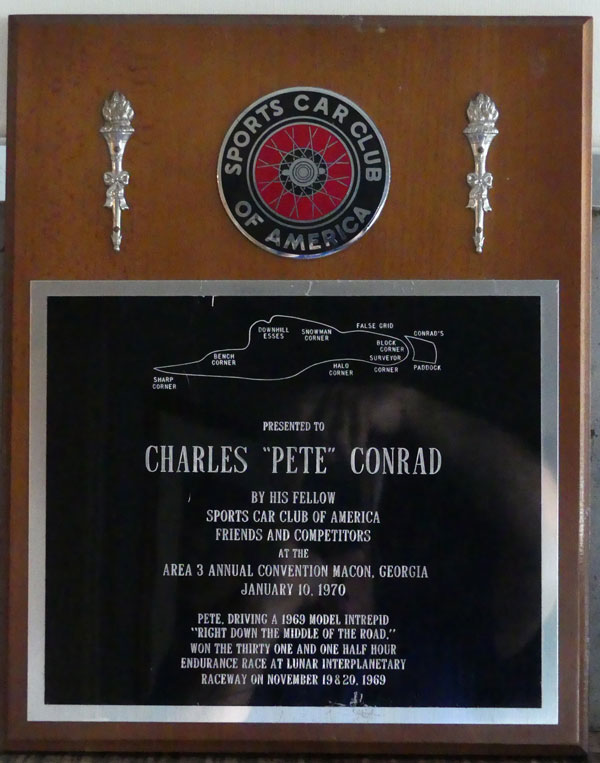 SPORTS CAR CLUB
OF AMERICA
DOWNHILL
ESSES
SNOWMAN
CORNER
FALSE GRID
CONRAD'S
BLOCK
CORNER
BENCH
CORNER
SURVEYOR
CORNER
HALO
CORNER
PADDOCK
SHARP
CORNER
PRESENTED TO
CHARLES "PETE" CONRAD
BY HIS FELLOW
SPORTS CAR CLUB OF AMERICA
FRIENDS AND COMPETITORS
AT THE
AREA 3 ANNUAL CONVENTION MACON, GEORGIA
JANUARY 10, 1970
PETE, DRIVING A 1969 MODEL INTREPID
"RIGHT DOWN THE MIDDLE OF THE ROAD,"
WON THE THIRTY ONE AND ONE HALF HOUR
ENDURANCE RACE AT LUNAR INTERPLANETARY
RACEWAY ON NOVEMBER 19&20, 1969